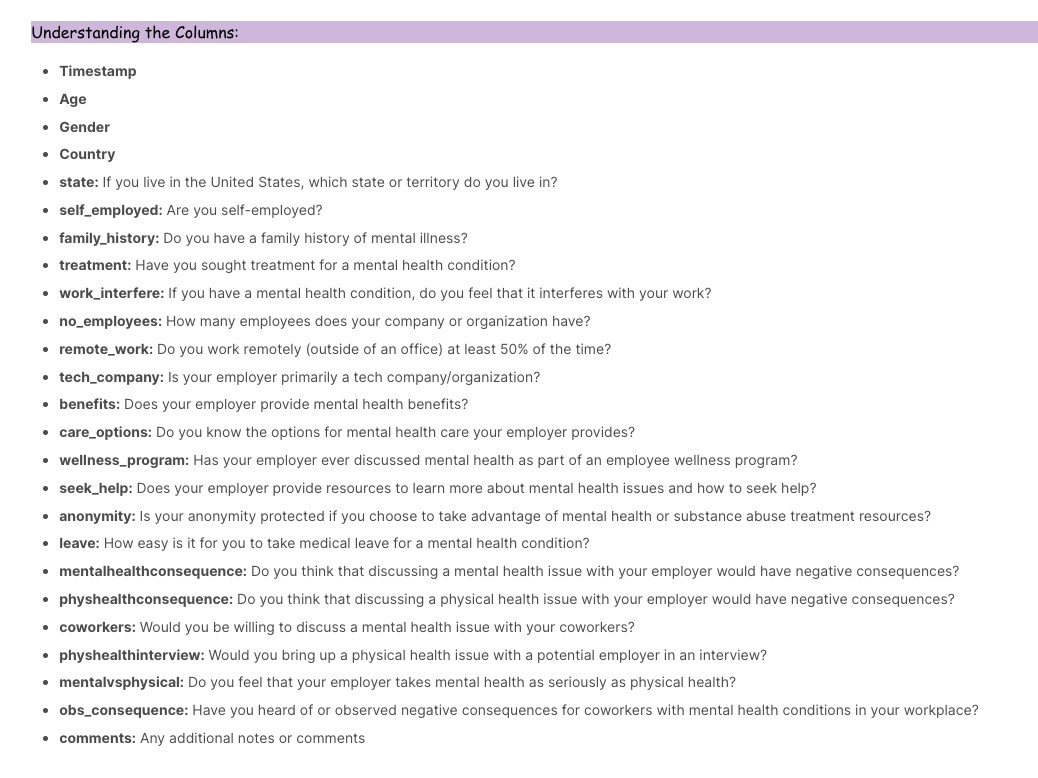 Understanding the Columns:
• Timestamp
• Age
• Gender
• Country
• state: If you live in the United States, which state or territory do you live in?
• self_employed: Are you self-employed?
• family_history: Do you have a family history of mental illness?
• treatment: Have you sought treatment for a mental health condition?
• work_interfere: If you have a mental health condition, do you feel that it interferes with your work?
• no_employees: How many employees does your company or organization have?
• remote_work: Do you work remotely (outside of an office) at least 50% of the time?
• tech_company: Is your employer primarily a tech company/organization?
• benefits: Does your employer provide mental health benefits?
• care_options: Do you know the options for mental health care your employer provides?
• wellness_program: Has your employer ever discussed mental health as part of an employee wellness program?
• seek_help: Does your employer provide resources to learn more about mental health issues and how to seek help?
• anonymity: Is your anonymity protected if you choose to take advantage of mental health or substance abuse treatment resources?
• leave: How easy is it for you to take medical leave for a mental health condition?
• mentalhealthconsequence: Do you think that discussing a mental health issue with your employer would have negative consequences?
• physhealthconsequence: Do you think that discussing a physical health issue with your employer would have negative consequences?
• coworkers: Would you be willing to discuss a mental health issue with your coworkers?
• physhealthinterview: Would you bring up a physical health issue with a potential employer in an interview?
• mentalvsphysical: Do you feel that your employer takes mental health as seriously as physical health?
• obs_consequence: Have you heard of or observed negative consequences for coworkers with mental health conditions in your workplace?
• comments: Any additional notes or comments